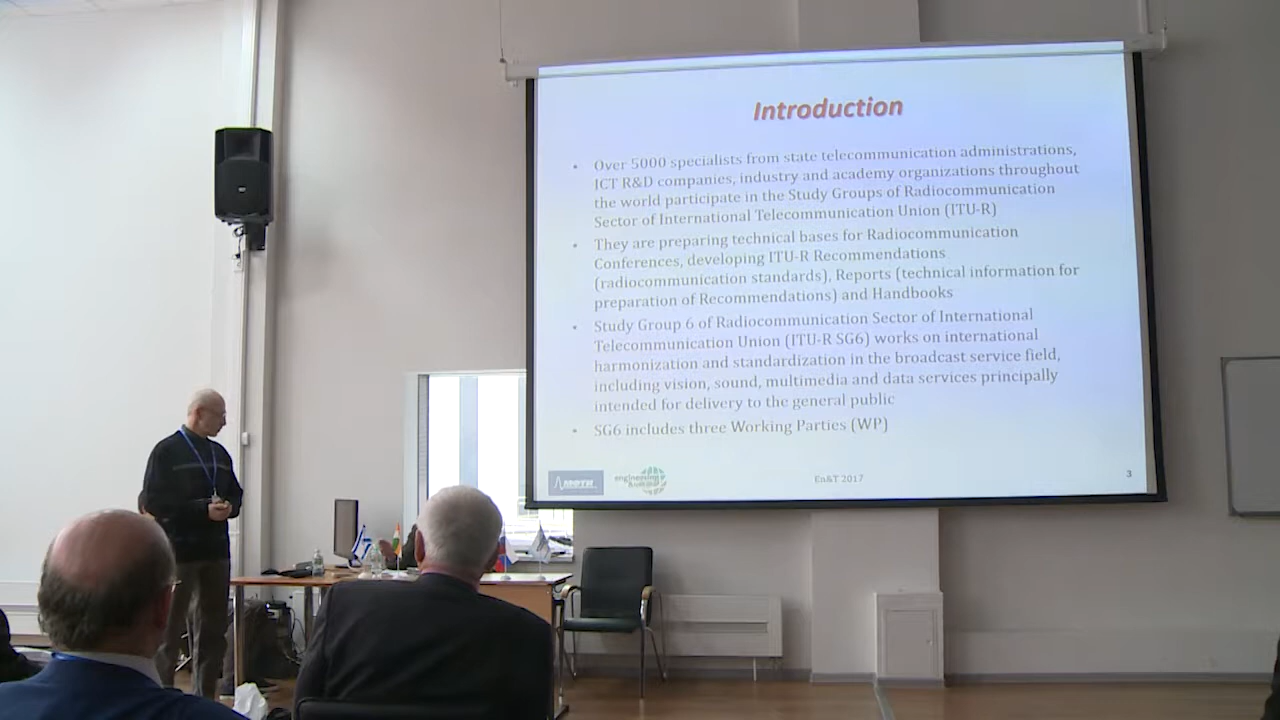 Introduction
• Over 5000 specialists from state telecommunication administrations,
ICT R&D companies, industry and academy organizations throughout
the world participate in the Study Groups of Radiocommunication
Sector of International Telecommunication Union (ITU-R)
• They are preparing technical bases for Radiocommunication
Conferences, developing ITU-R Recommendations
(radiocommunication standards), Reports (technical information for
preparation of Recommendations) and Handbooks
• Study Group 6 of Radiocommunication Sector of International
Telecommunication Union (ITU-R SG6) works on international
harmonization and standardization in the broadcast service field,
including vision, sound, multimedia and data services principally
intended for delivery to the general public
• SG6 includes three Working Parties (WP)
En&T 2017
3